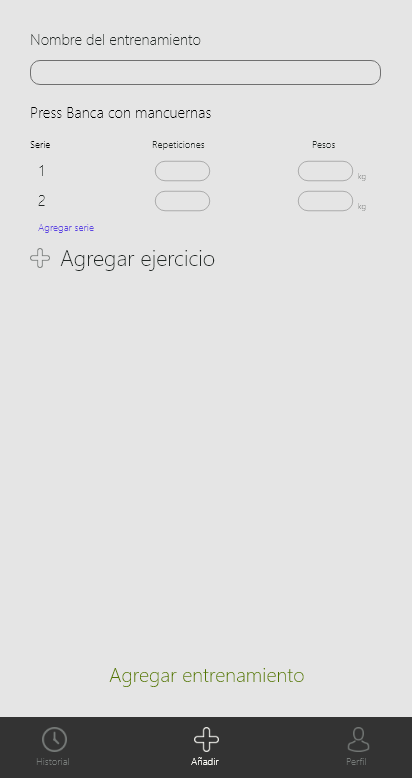 Nombre del entrenamiento
Press Banca con mancuernas
Serie Repeticiones Pesos
1 kg
2 kg
Agregar serie
Agregar ejercicio
Agregar entrenamiento
Historial Añadir Perfil